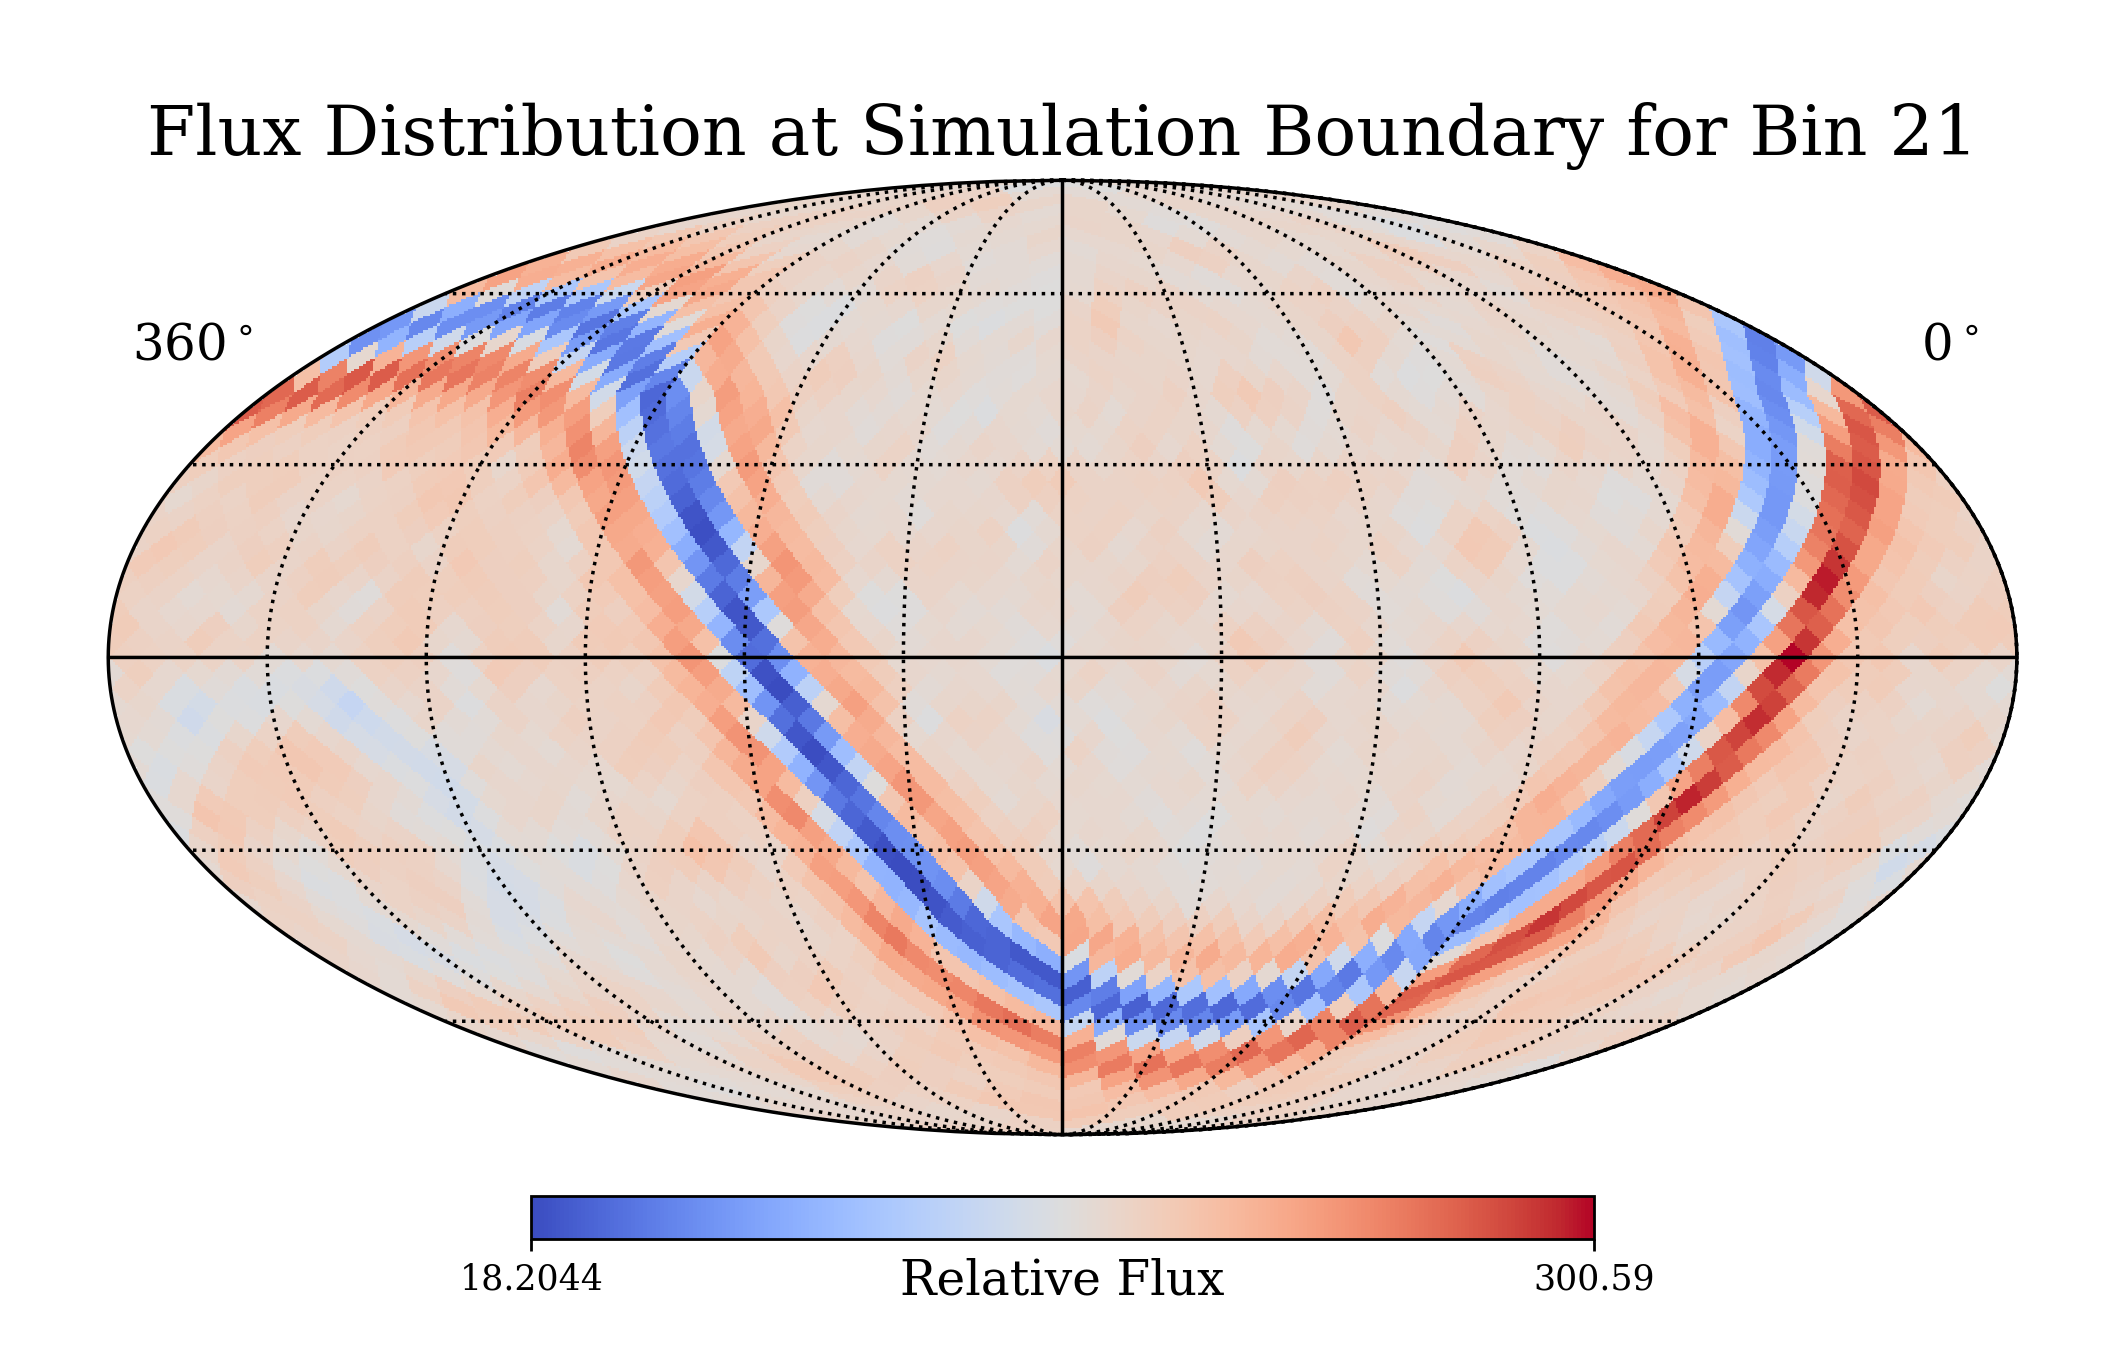 Flux Distribution at Simulation Boundary for Bin 21
360°
0°
18.2044
Relative Flux
300.59